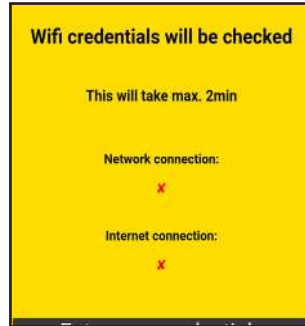 Wifi credentials will be checked
This will take max. 2min
Network connection:
✘
Internet connection:
✘